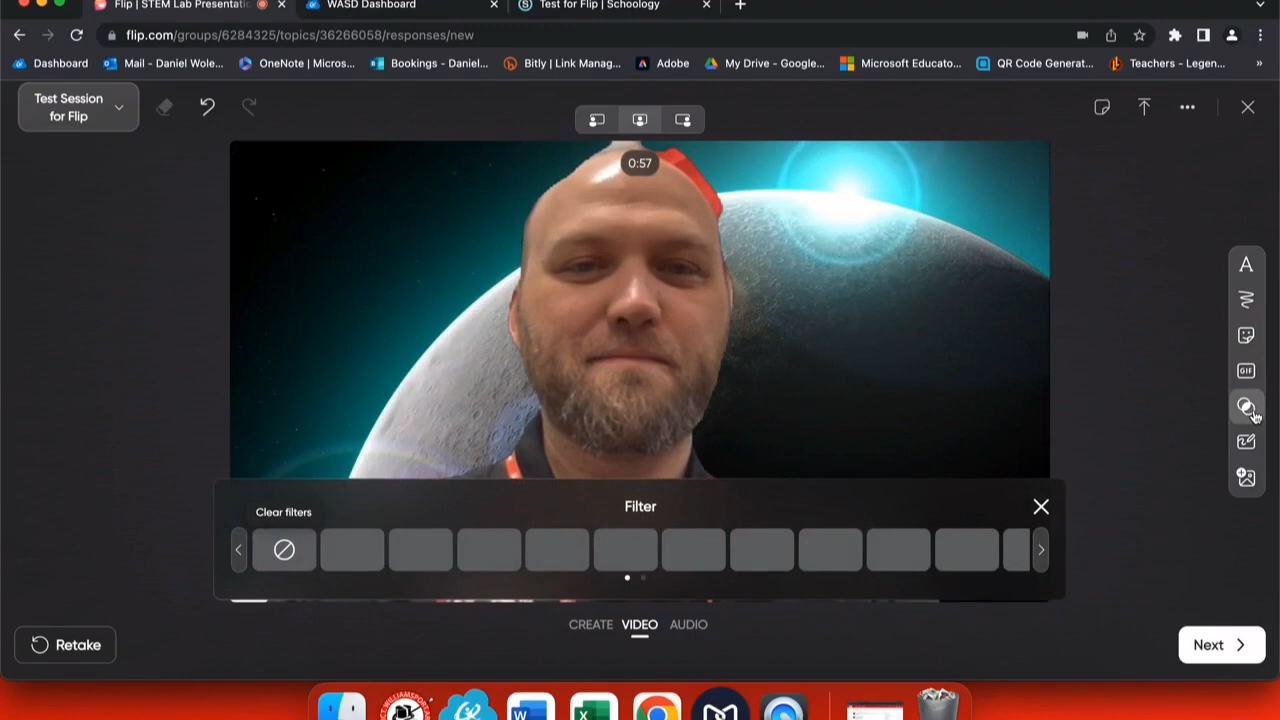 Flip | STEM Lab Presentatic
WASD Dashboard
Test for Flip | Schoology
flip.com/groups/6284325/topics/36266058/responses/new
Dashboard
Mail - Daniel Wole...
OneNote | Micros...
Bookings - Daniel...
Bitly | Link Manag...
Adobe
My Drive - Google...
Microsoft Educato...
QR Code Generat...
Teachers - Legen...
Test Session
for Flip
0:57
A
GIF
Filter
Clear filters
CREATE VIDEO AUDIO
Retake
Next